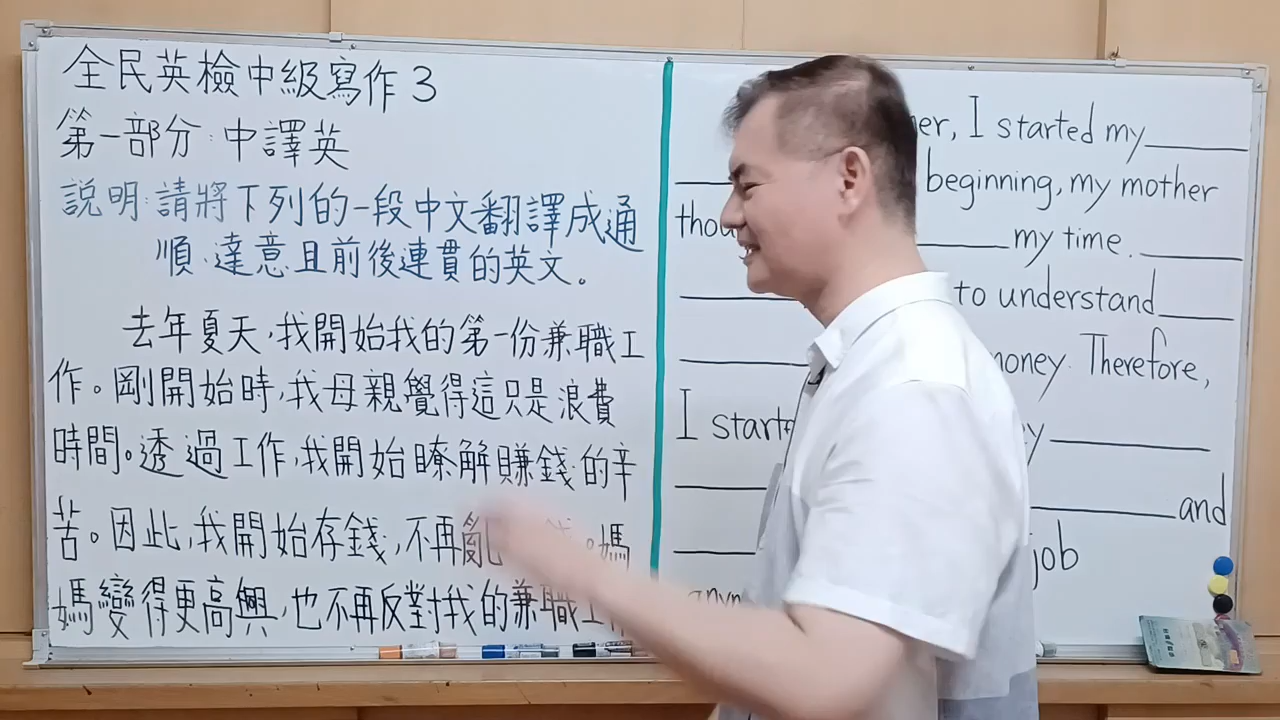 全民英檢中級寫作3
第一部分:中譯英
說明:請將下列的一段中文翻譯成通
順、達意且前後連貫的英文。
去年夏天,我開始我的第一份兼職工
作。剛開始時,我母親覺得這只是浪費
時間。透過工作,我開始瞭解賺錢的辛
苦。因此,我開始存錢,不再亂 。媽
媽變得更高興,也不再反對我的兼職工
I started my
beginning, my mother
my time.
to understand
Therefore,
I
and
job